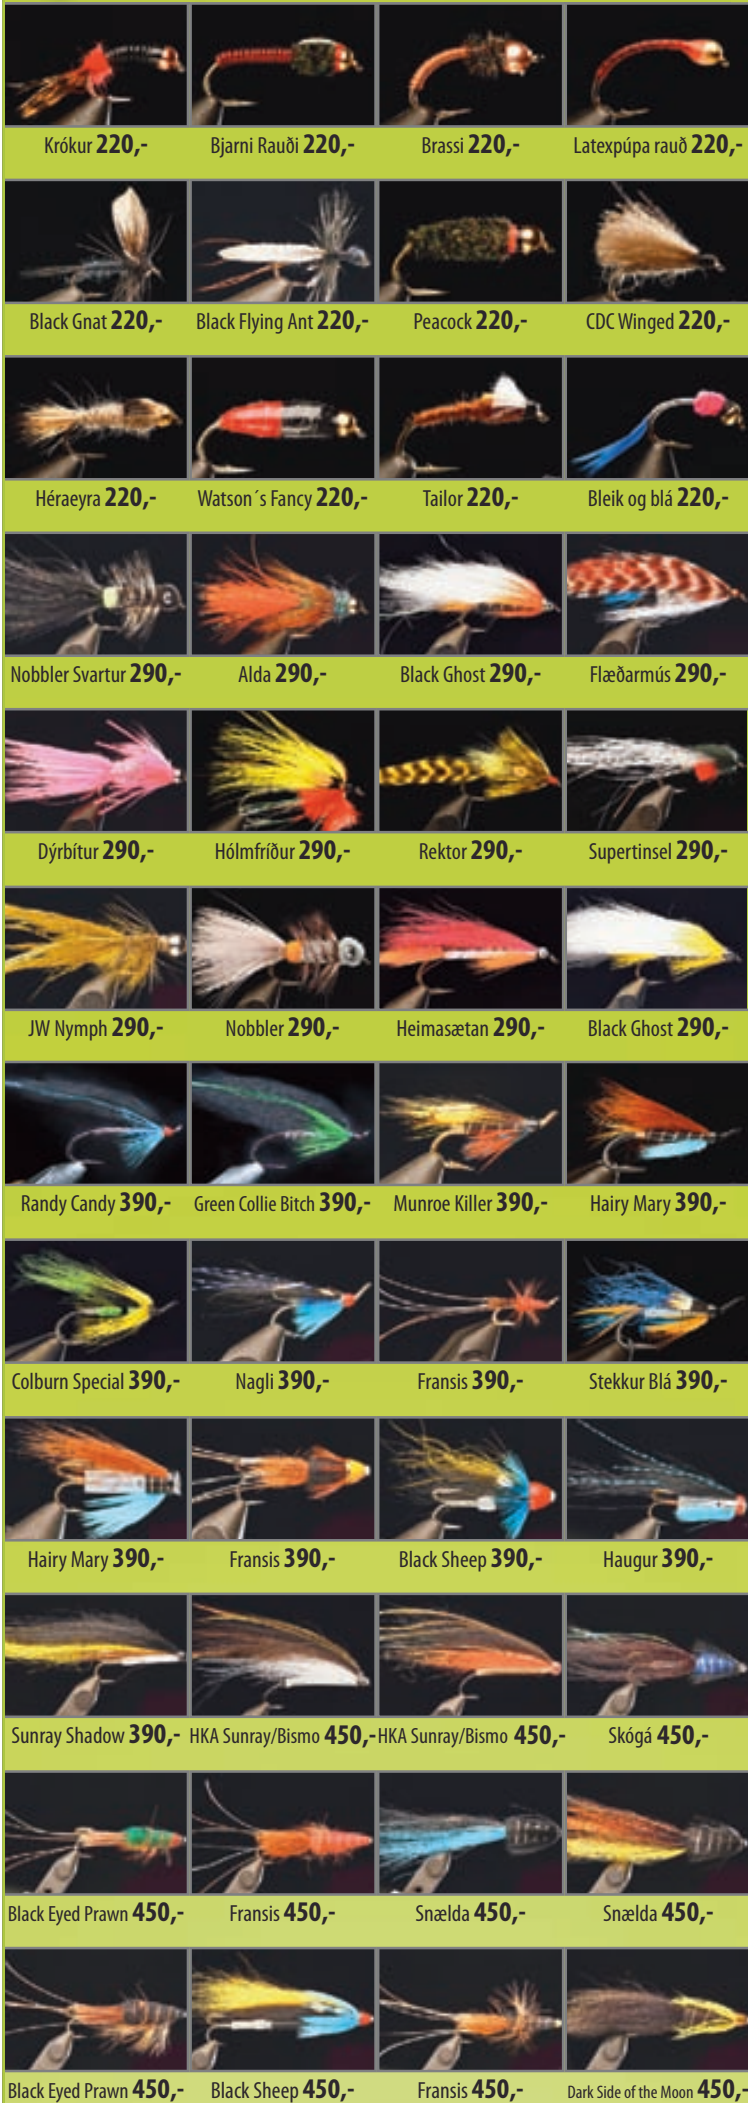 Krókur 220,- Bjarni Rauði 220,- Brassi 220,- Latexpúpa rauð 220,-
Black Gnat 220,- Black Flying Ant 220,- Peacock 220,- CDC Winged 220,-
Héraeyra 220,- Watson´s Fancy 220,- Tailor 220,- Bleik og blá 220,-
Nobbler Svartur 290,- Alda 290,- Black Ghost 290,- Flæðarmús 290,-
Dýrbítur 290,- Hólmfríður 290,- Rektor 290,- Supertinsel 290,-
JW Nymph 290,- Nobbler 290,- Heimasætan 290,- Black Ghost 290,-
Randy Candy 390,- Green Collie Bitch 390,- Munroe Killer 390,- Hairy Mary 390,-
Colburn Special 390,- Nagli 390,- Fransis 390,- Stekkur Blá 390,-
Hairy Mary 390,- Fransis 390,- Black Sheep 390,- Haugur 390,-
Sunray Shadow 390,- HKA Sunray/Bismo 450,- HKA Sunray/Bismo 450,- Skógá 450,-
Black Eyed Prawn 450,- Fransis 450,- Snælda 450,- Snælda 450,-
Black Eyed Prawn 450,- Black Sheep 450,- Fransis 450,- Dark Side of the Moon 450,-